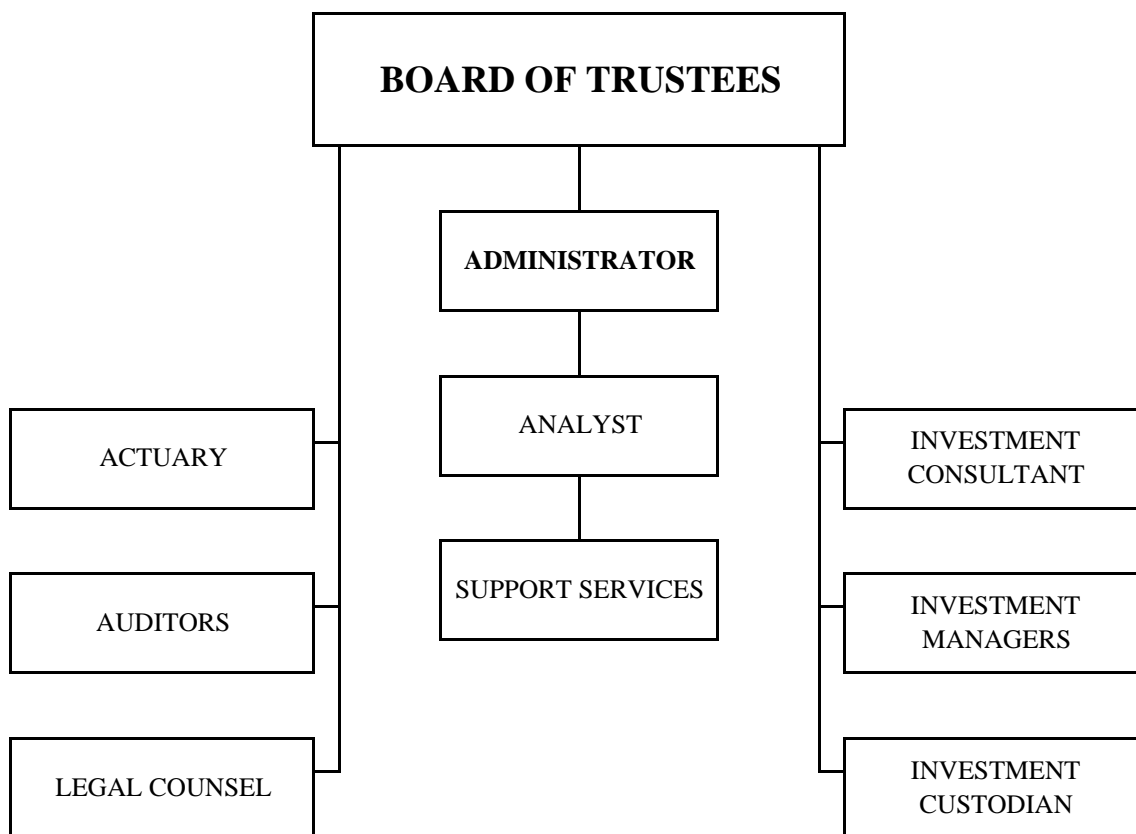 BOARD OF TRUSTEES
ADMINISTRATOR
ANALYST
SUPPORT SERVICES
ACTUARY
AUDITORS
LEGAL COUNSEL
INVESTMENT
CONSULTANT
INVESTMENT
MANAGERS
INVESTMENT
CUSTODIAN